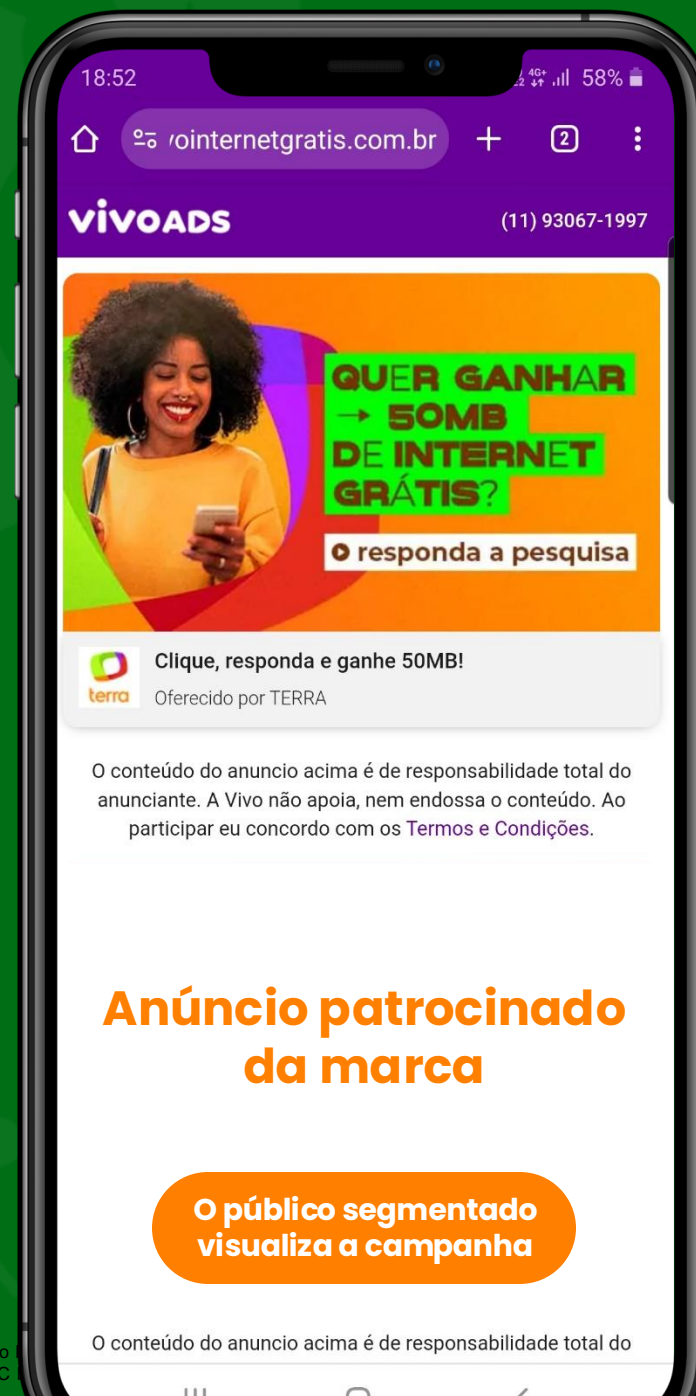 18:52
4G+
58%
vointernetgratis.com.br
2
vivoADS
(11) 93067-1997
QUER GANHAR
→ 50MB
DE INTERNET
GRÁTIS?
responda a pesquisa
Clique, responda e ganhe 50MB!
terra
Oferecido por TERRA
O conteúdo do anuncio acima é de responsabilidade total do
anunciante. A Vivo não apoia, nem endossa o conteúdo. Ao
participar eu concordo com os Termos e Condições.
Anúncio patrocinado
da marca
O público segmentado
visualiza a campanha
O conteúdo do anuncio acima é de responsabilidade total do